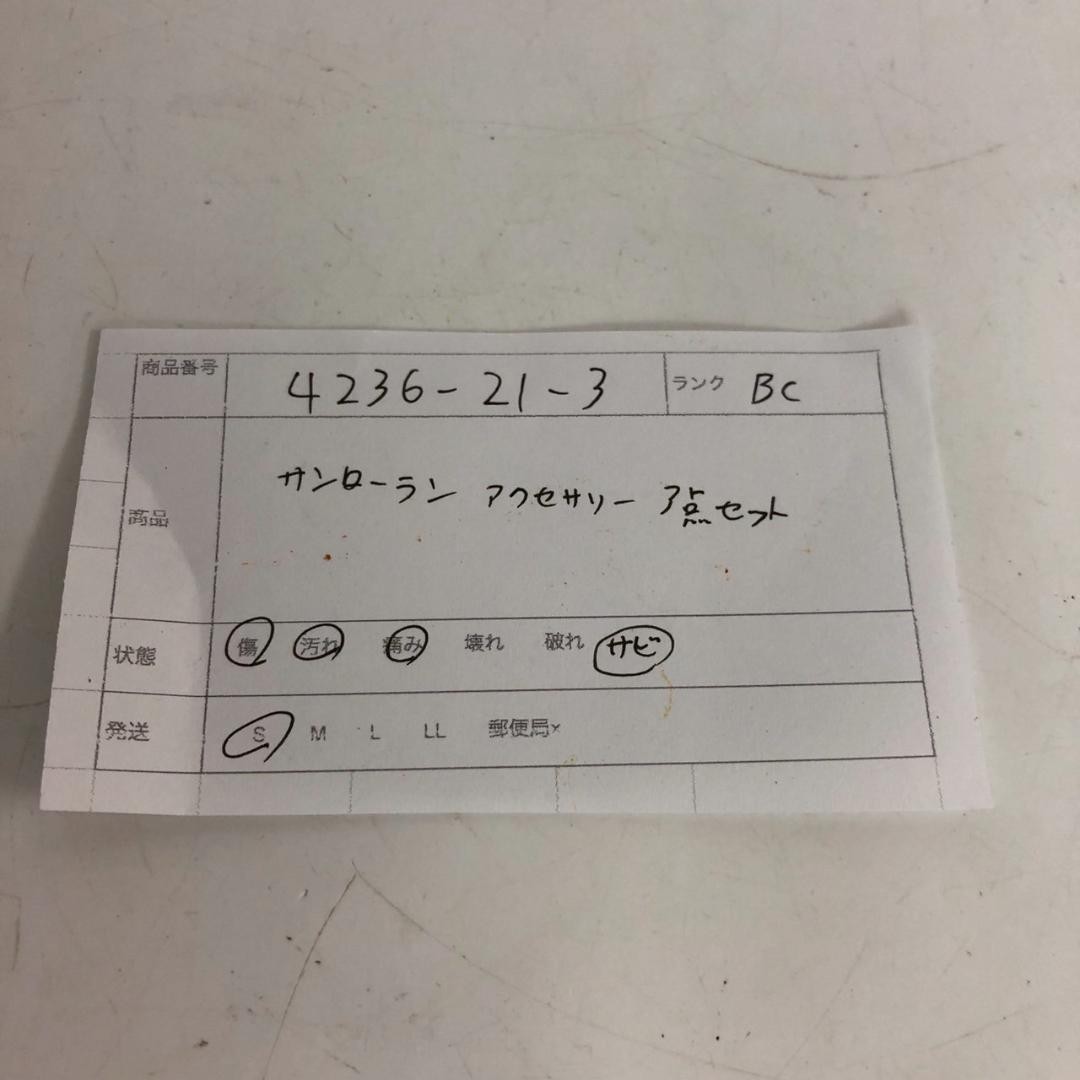 商品番号 4236-21-3 ランク BC
商品 サンローラン アクセサリー 3点セット
状態 傷 汚れ 痛み 壊れ 破れ サビ
発送 S M L LL 郵便局×